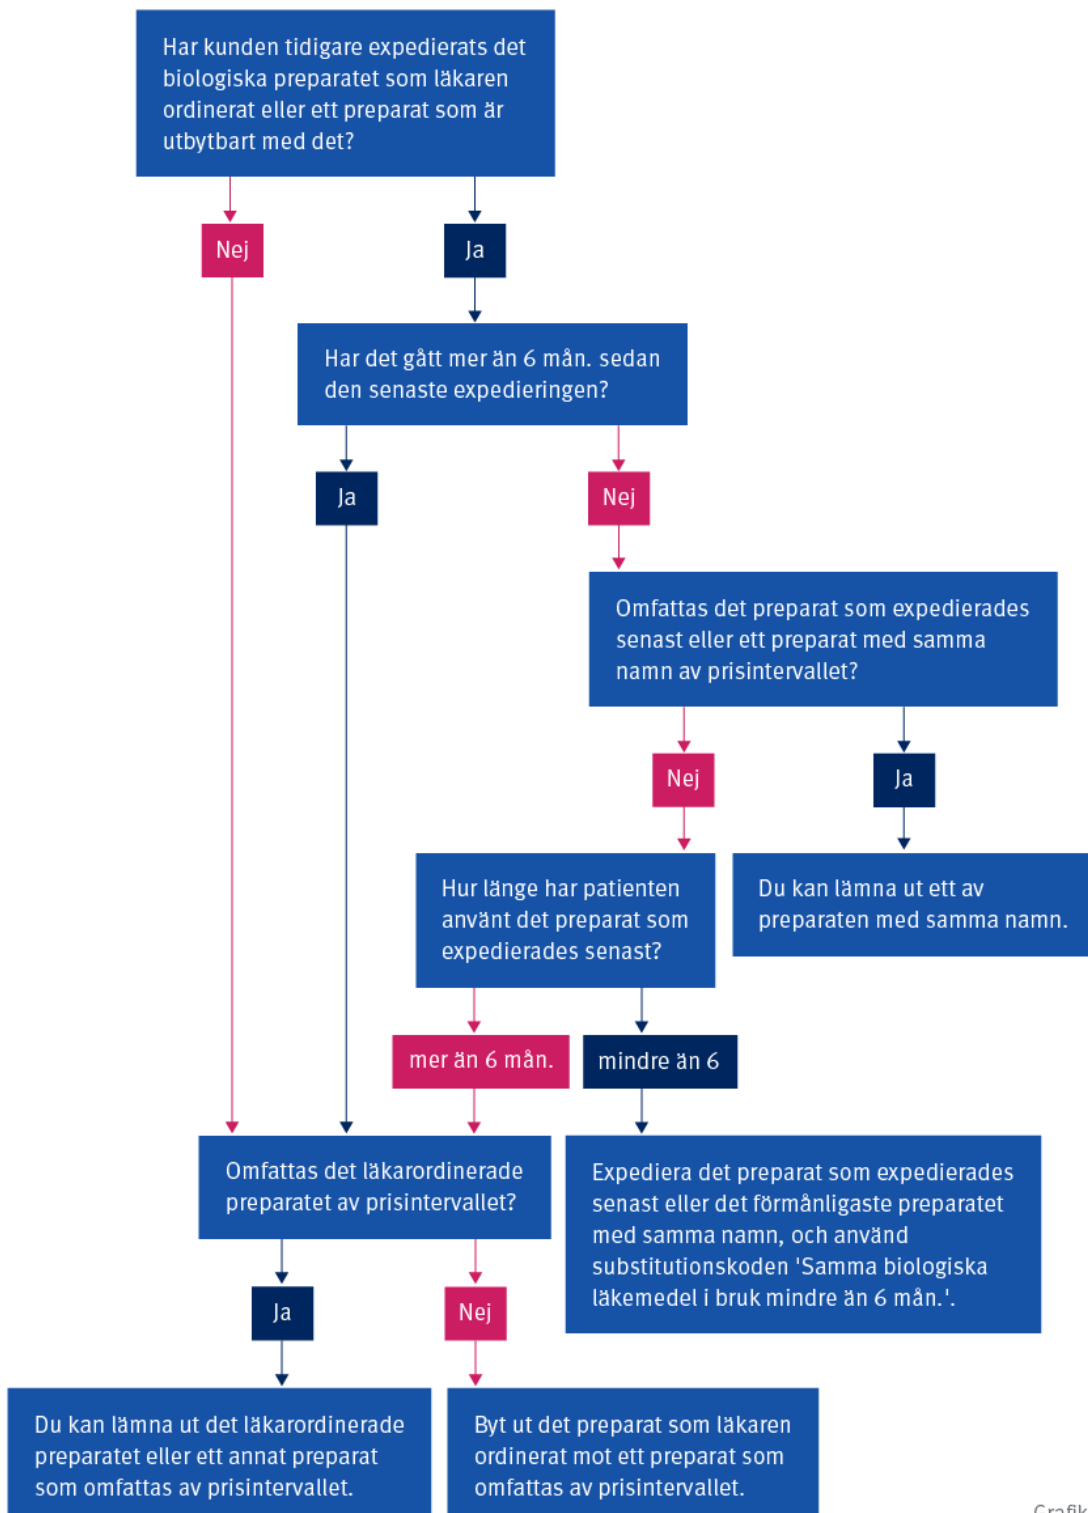 Har kunden tidigare expedierats det
biologiska preparatet som läkaren
ordinerat eller ett preparat som är
utbytbart med det?
Nej
Ja
Har det gått mer än 6 mån. sedan
den senaste expedieringen?
Ja
Nej
Omfattas det preparat som expedierades
senast eller ett preparat med samma
namn av prisintervallet?
Nej
Ja
Hur länge har patienten
använt det preparat som
expedierades senast?
Du kan lämna ut ett av
preparaten med samma namn.
mer än 6 mån.
mindre än 6
Omfattas det läkarordinerade
preparatet av prisintervallet?
Expediera det preparat som expedierades
senast eller det förmånligaste preparatet
med samma namn, och använd
substitutionskoden 'Samma biologiska
läkemedel i bruk mindre än 6 mån.'.
Ja
Nej
Du kan lämna ut det läkarordinerade
preparatet eller ett annat preparat
som omfattas av prisintervallet.
Byt ut det preparat som läkaren
ordinerat mot ett preparat som
omfattas av prisintervallet.
Grafik